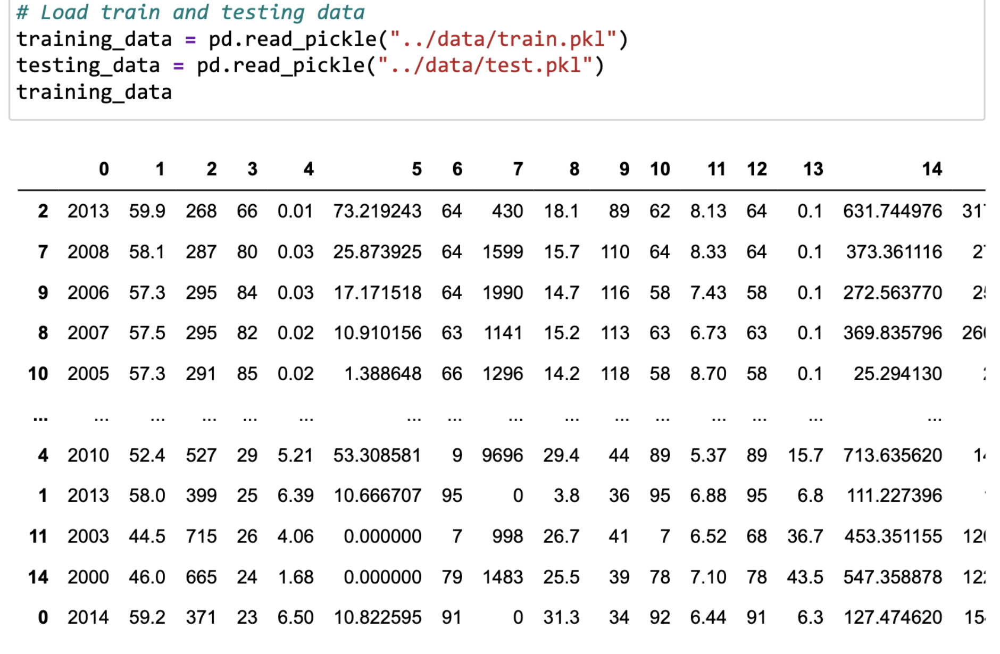 # Load train and testing data
training_data = pd.read_pickle("../data/train.pkl")
testing_data = pd.read_pickle("../data/test.pkl")
training_data
0 1 2 3 4 5 6 7 8 9 10 11 12 13 14
2 2013 59.9 268 66 0.01 73.219243 64 430 18.1 89 62 8.13 64 0.1 631.744976
7 2008 58.1 287 80 0.03 25.873925 64 1599 15.7 110 64 8.33 64 0.1 373.361116
9 2006 57.3 295 84 0.03 17.171518 64 1990 14.7 116 58 7.43 58 0.1 272.563770
8 2007 57.5 295 82 0.02 10.910156 63 1141 15.2 113 63 6.73 63 0.1 369.835796
10 2005 57.3 291 85 0.02 1.388648 66 1296 14.2 118 58 8.70 58 0.1 25.294130
... ... ... ... ... ... ... ... ... ... ... ... ... ... ... ...
4 2010 52.4 527 29 5.21 53.308581 9 9696 29.4 44 89 5.37 89 15.7 713.635620
1 2013 58.0 399 25 6.39 10.666707 95 0 3.8 36 95 6.88 95 6.8 111.227396
11 2003 44.5 715 26 4.06 0.000000 7 998 26.7 41 7 6.52 68 36.7 453.351155
14 2000 46.0 665 24 1.68 0.000000 79 1483 25.5 39 78 7.10 78 43.5 547.358878
0 2014 59.2 371 23 6.50 10.822595 91 0 31.3 34 92 6.44 91 6.3 127.474620